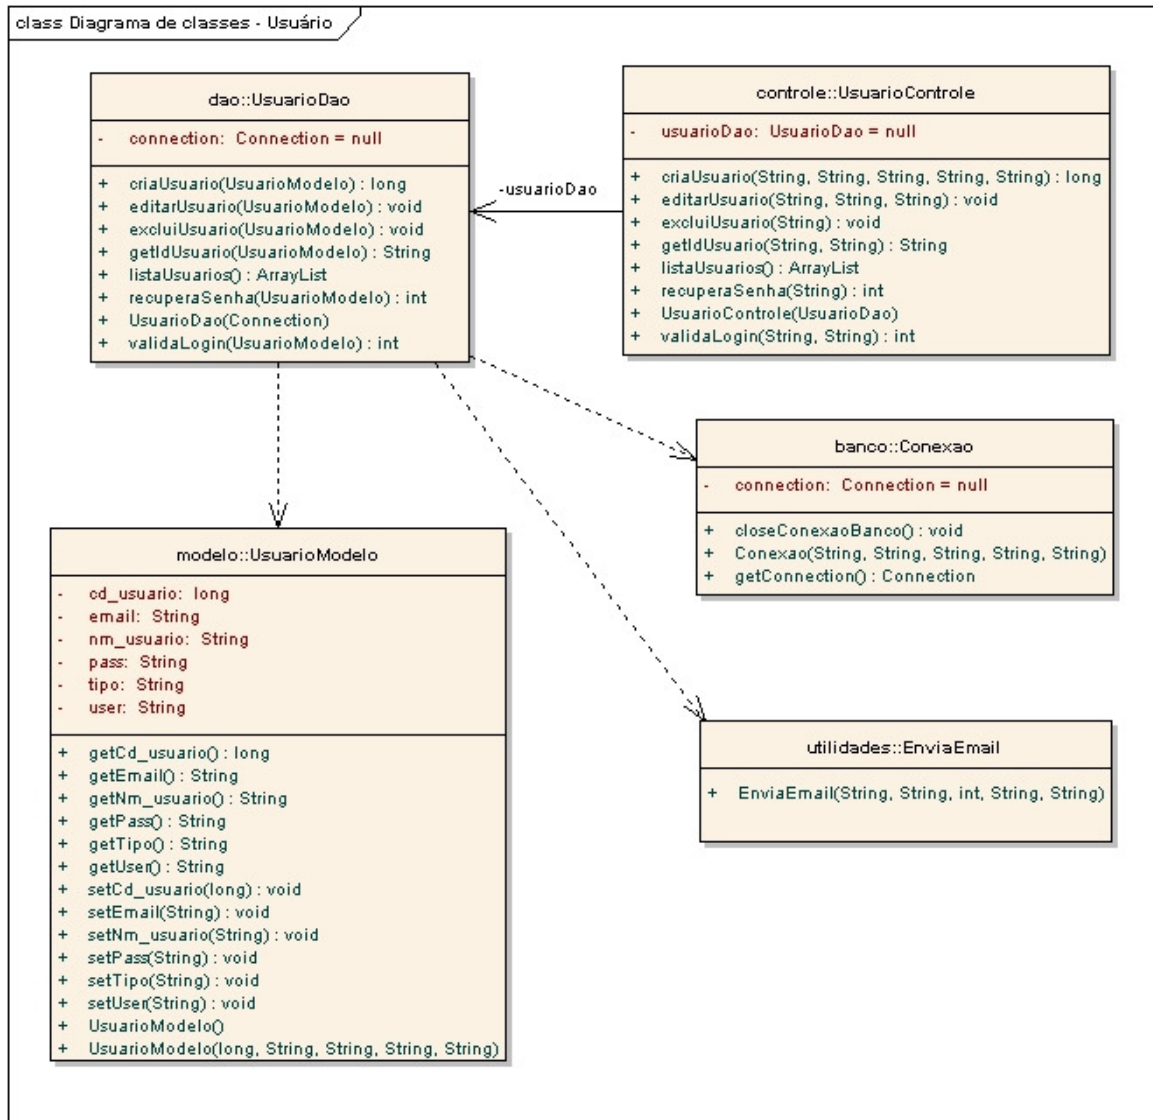 class Diagrama de classes - Usuário
dao::UsuarioDao
- connection: Connection = null
+ criaUsuario(UsuarioModelo) : long
+ editarUsuario(UsuarioModelo) : void
+ excluiUsuario(UsuarioModelo) : void
+ getIdUsuario(UsuarioModelo) : String
+ listaUsuarios() : ArrayList
+ recuperaSenha(UsuarioModelo) : int
+ UsuarioDao(Connection)
+ validaLogin(UsuarioModelo) : int
-usuarioDao
controle::UsuarioControle
- usuarioDao: UsuarioDao = null
+ criaUsuario(String, String, String, String, String) : long
+ editarUsuario(String, String, String) : void
+ excluiUsuario(String) : void
+ getIdUsuario(String, String) : String
+ listaUsuarios() : ArrayList
+ recuperaSenha(String) : int
+ UsuarioControle(UsuarioDao)
+ validaLogin(String, String) : int
banco::Conexao
- connection: Connection = null
+ closeConexaoBanco() : void
+ Conexao(String, String, String, String, String)
+ getConnection() : Connection
modelo::UsuarioModelo
- cd_usuario: long
- email: String
- nm_usuario: String
- pass: String
- tipo: String
- user: String
+ getCd_usuario() : long
+ getEmail() : String
+ getNm_usuario() : String
+ getPass() : String
+ getTipo() : String
+ getUser() : String
+ setCd_usuario(long) : void
+ setEmail(String) : void
+ setNm_usuario(String) : void
+ setPass(String) : void
+ setTipo(String) : void
+ setUser(String) : void
+ UsuarioModelo()
+ UsuarioModelo(long, String, String, String, String)
utilidades::EnviaEmail
+ EnviaEmail(String, String, int, String, String)